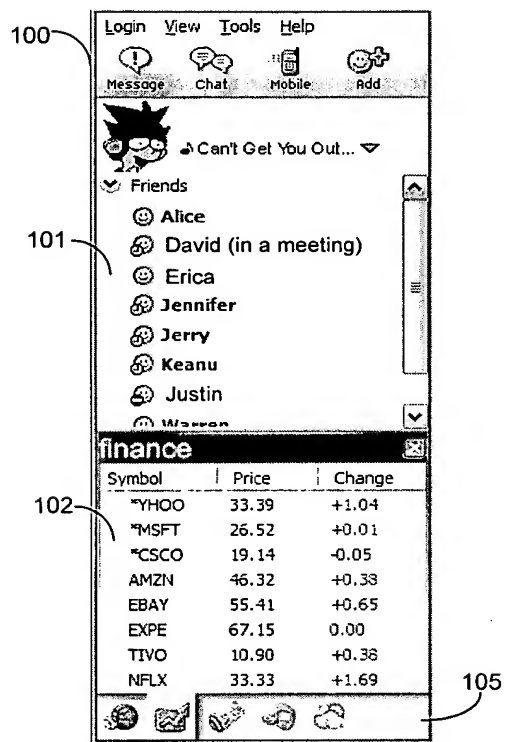 100
Login View Tools Help
Message Chat Mobile Add
Can't Get You Out...
Friends
Alice
101
David (in a meeting)
Erica
Jennifer
Jerry
Keanu
Justin
Warren
finance
Symbol Price Change
102
*YHOO 33.39 +1.04
*MSFT 26.52 +0.01
*CSCO 19.14 -0.05
AMZN 46.32 +0.38
EBAY 55.41 +0.65
EXPE 67.15 0.00
TIVO 10.90 +0.38
NFLX 33.33 +1.69
105